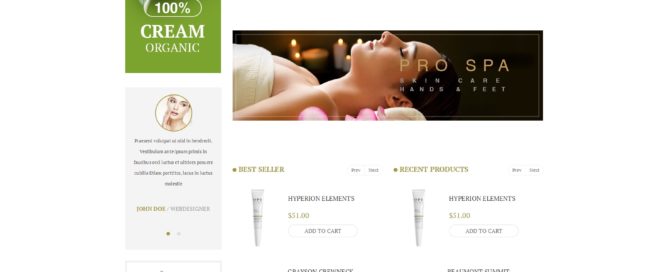 100%
CREAM
ORGANIC
PRO SPA
SKIN CARE
HANDS & FEET
Praesent volutpat ut nisl in hendrerit.
Vestibulum ante ipsum primis in
faucibus orci luctus et ultrices posuere
cubilia Etiam porttitor, lacus in luctus
molestie
JOHN DOE / WEBDESIGNER
BEST SELLER
Prev
Next
RECENT PRODUCTS
Prev
Next
HYPERION ELEMENTS
$51.00
ADD TO CART
HYPERION ELEMENTS
$51.00
ADD TO CART
GRAYSON CREWNECK
BEAUMONT SUMMIT